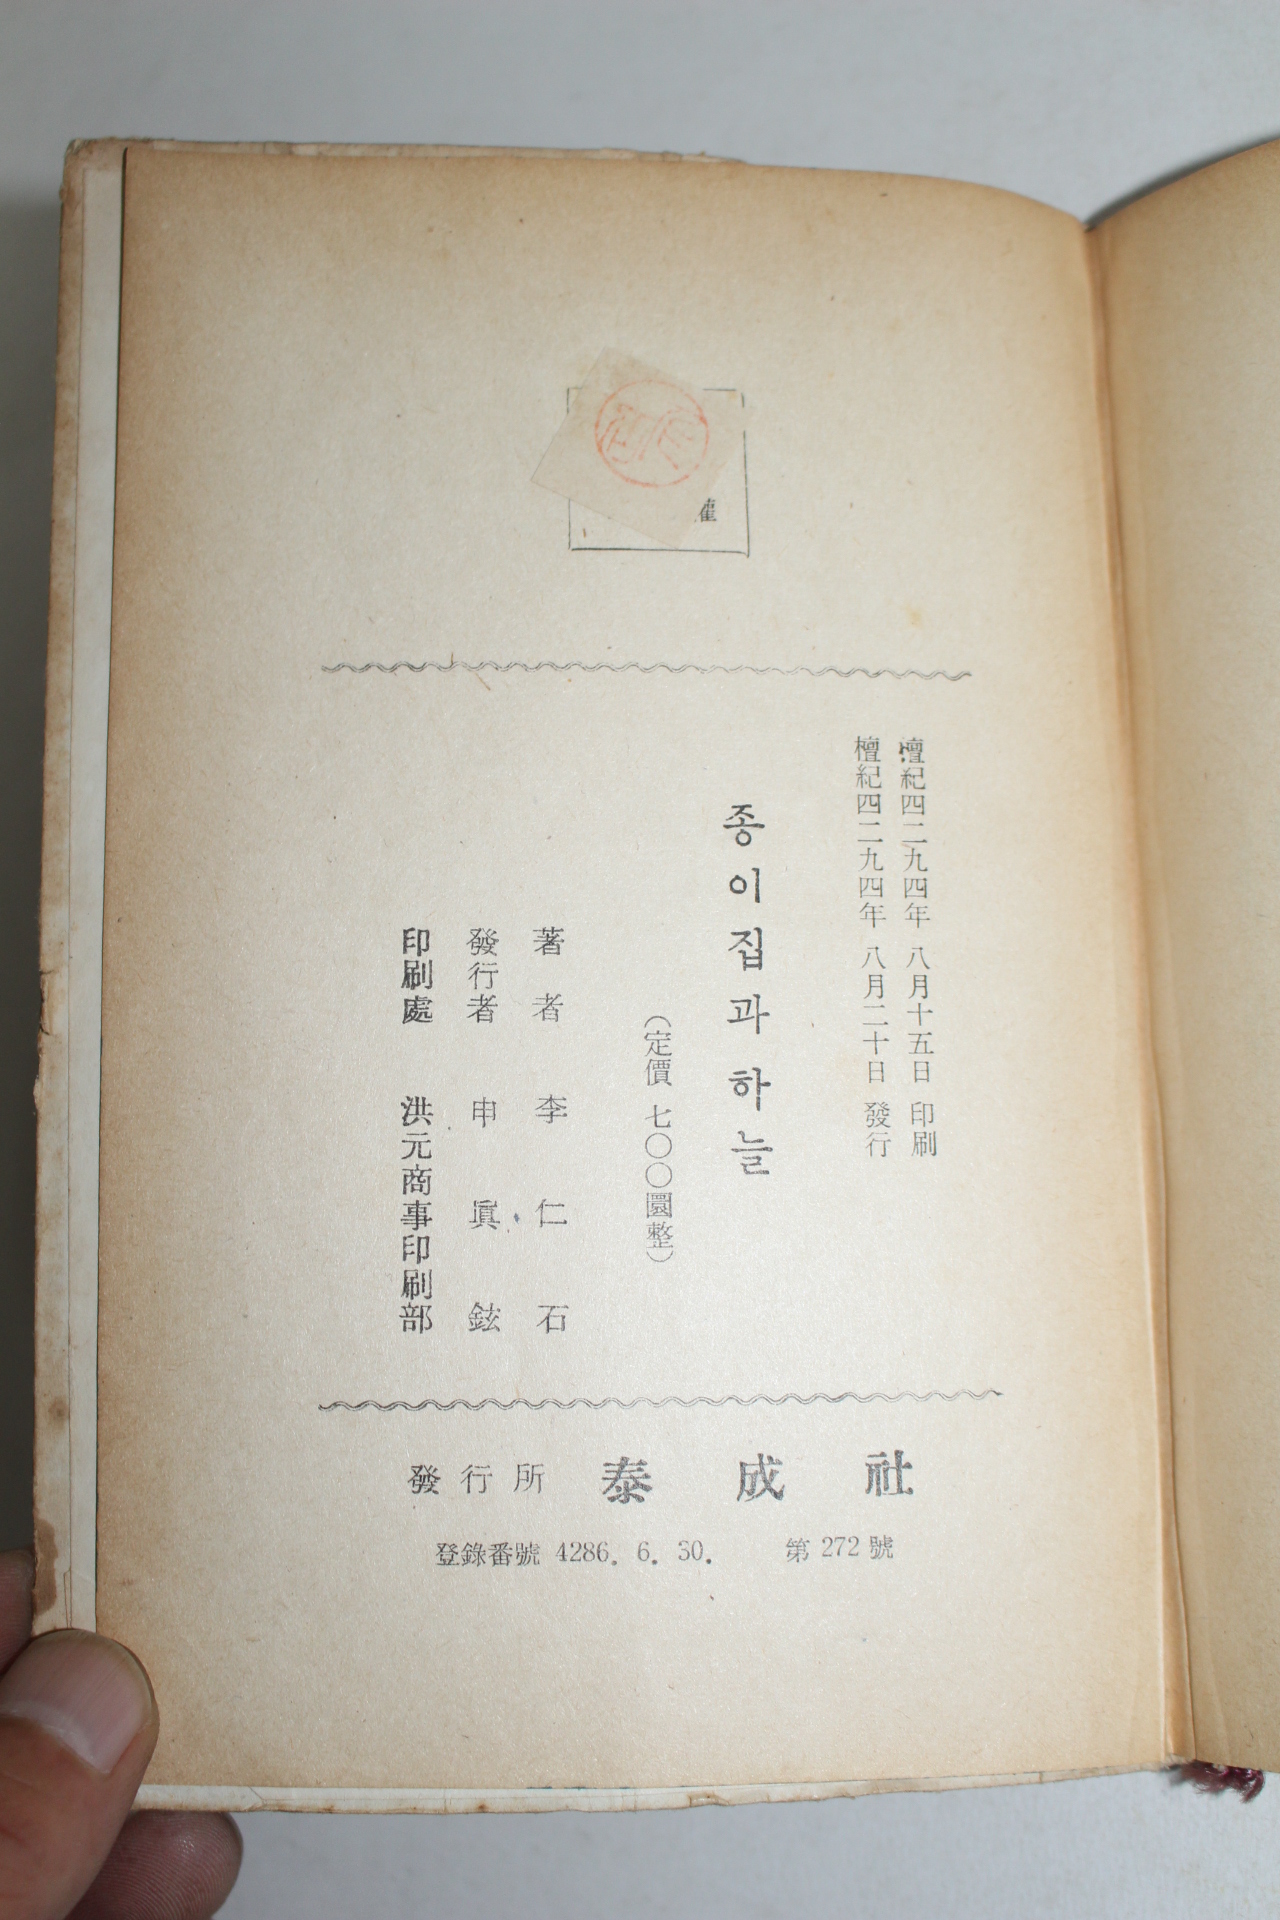 權
檀紀四二九四年 八月十五日 印刷
檀紀四二九四年 八月二十日 發行
종이집과하늘
(定價 七〇〇圜整)
著者 李仁石
發行者 申眞鉉
印刷處 洪元商事印刷部
發行所 泰成社
登錄番號 4286. 6. 30. 第272號